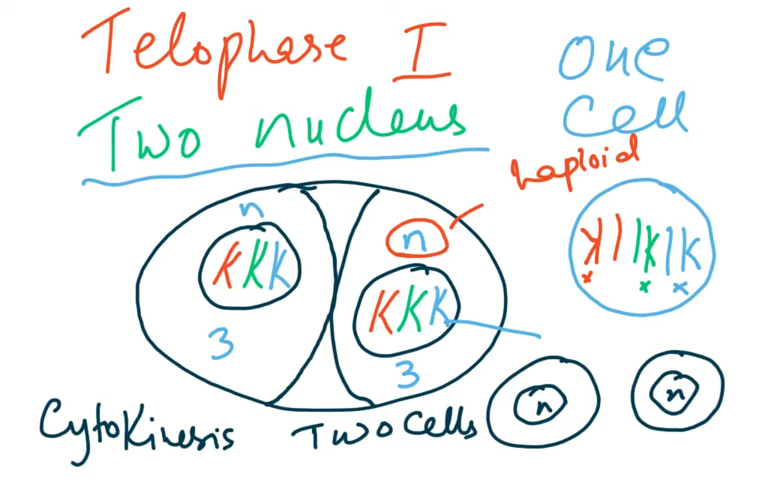 Telophase I
One
Two nucleus
Cell
haploid
n
n
K K K
K K K
3
3
n
n
Cytokinesis
Two Cells